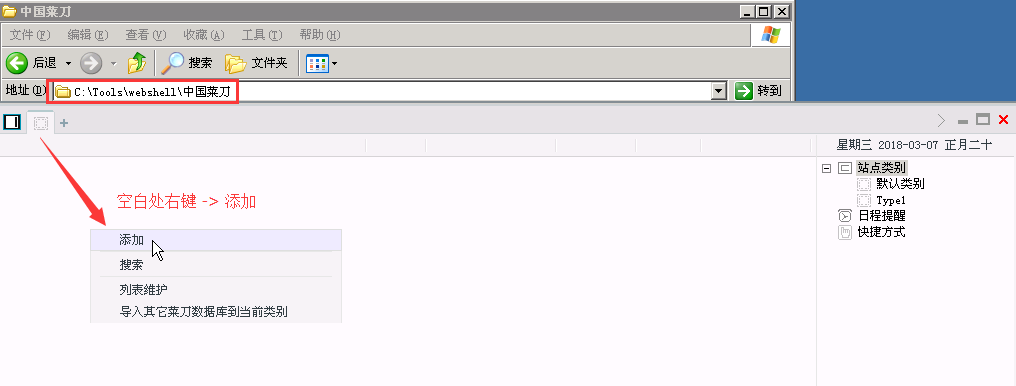 中国菜刀
文件(F) 编辑(E) 查看(V) 收藏(A) 工具(T) 帮助(H)
后退 搜索 文件夹
地址(D) C:\Tools\webshell\中国菜刀 转到
星期三 2018-03-07 正月二十
站点类别
默认类别
Type1
日程提醒
快捷方式
空白处右键 -> 添加
添加
搜索
列表维护
导入其它菜刀数据库到当前类别